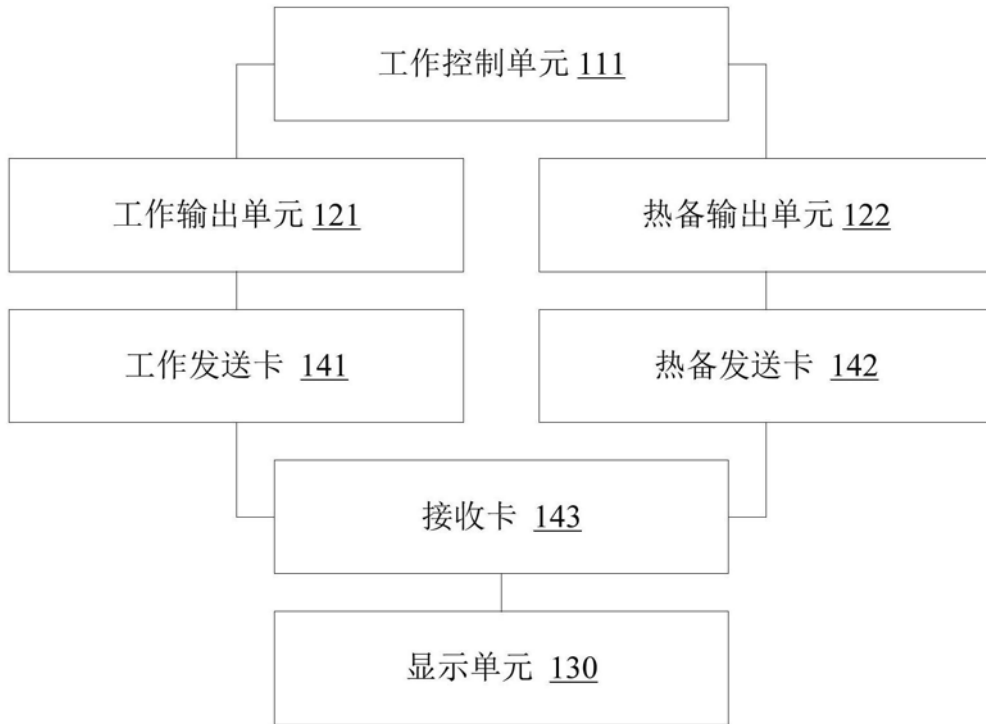 工作控制单元 111
工作输出单元 121
热备输出单元 122
工作发送卡 141
热备发送卡 142
接收卡 143
显示单元 130